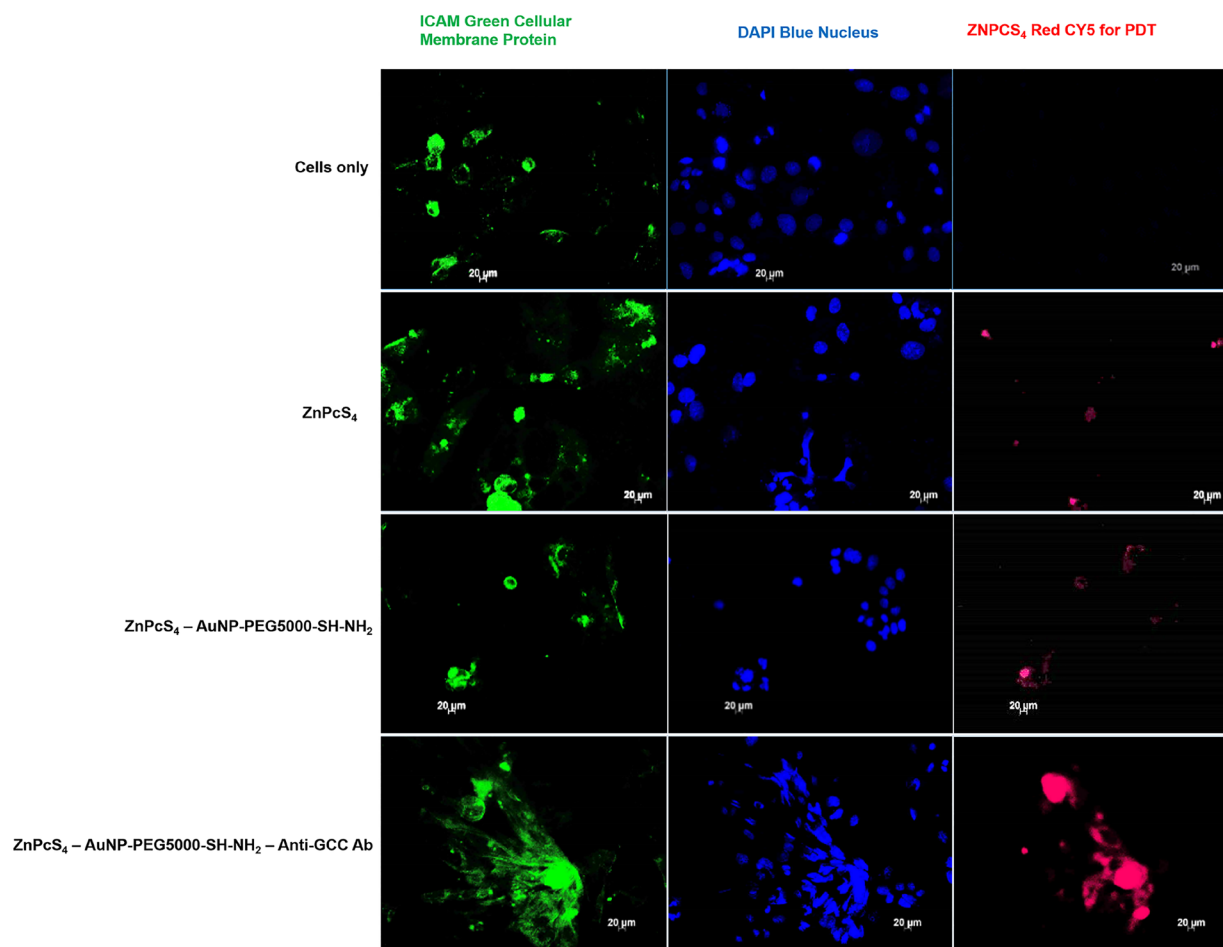 ICAM Green Cellular
Membrane Protein
DAPI Blue Nucleus
ZNPCS₄ Red CY5 for PDT
Cells only
20 µm
20 µm
20 µm
ZnPcS₄
20 µm
20 µm
20 µm
ZnPcS₄ – AuNP-PEG5000-SH-NH₂
20 µm
20 µm
20 µm
ZnPcS₄ – AuNP-PEG5000-SH-NH₂ – Anti-GCC Ab
20 µm
20 µm
20 µm